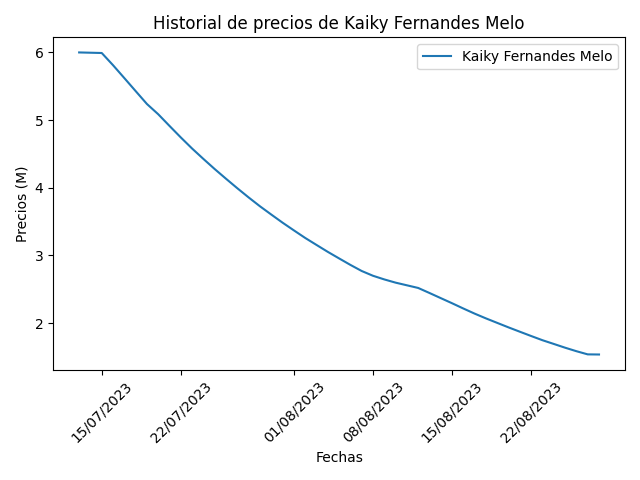 Historial de precios de Kaiky Fernandes Melo
Kaiky Fernandes Melo
Precios (M)
6
5
4
3
2
15/07/2023
22/07/2023
01/08/2023
08/08/2023
15/08/2023
22/08/2023
Fechas